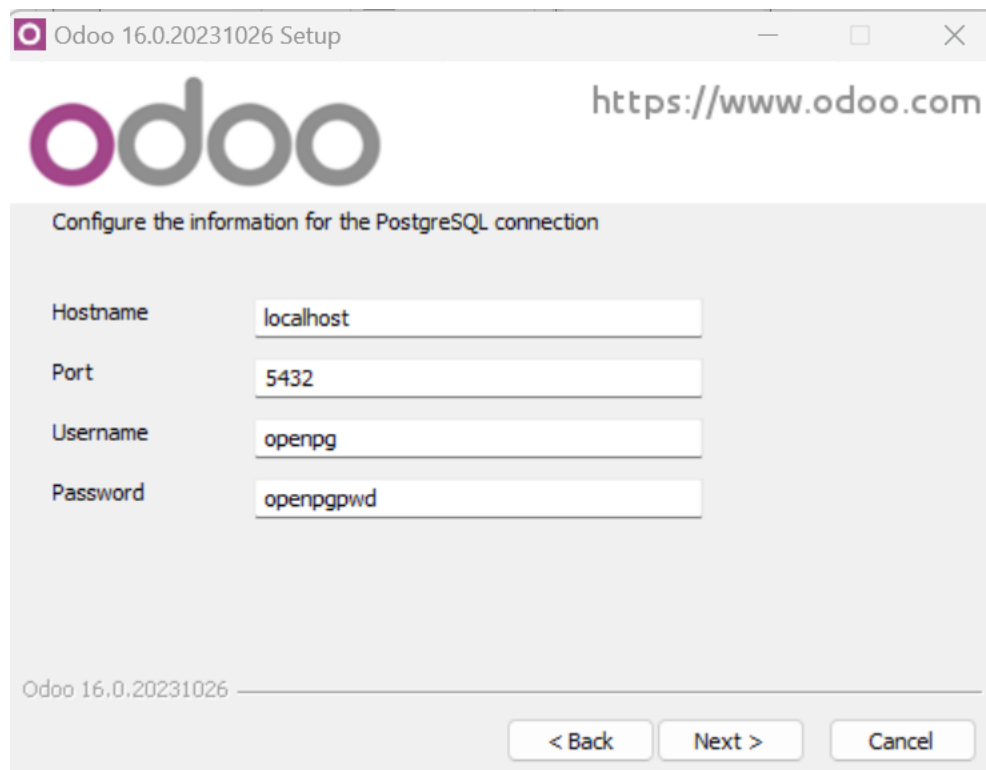 Odoo 16.0.20231026 Setup
odoo
https://www.odoo.com
Configure the information for the PostgreSQL connection
Hostname
localhost
Port
5432
Username
openpg
Password
openpgpwd
Odoo 16.0.20231026
< Back
Next >
Cancel